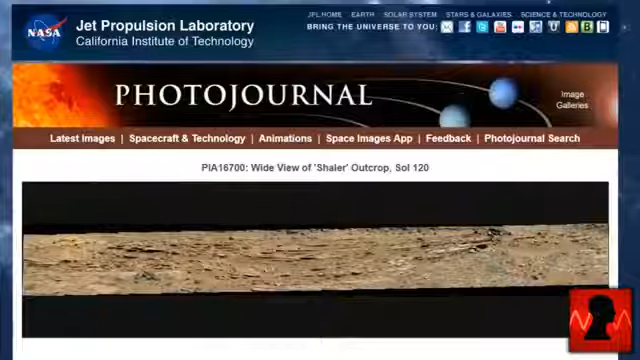 JPL HOME EARTH SOLAR SYSTEM STARS & GALAXIES SCIENCE & TECHNOLOGY
NASA
Jet Propulsion Laboratory
California Institute of Technology
BRING THE UNIVERSE TO YOU:
PHOTOJOURNAL
Image
Galleries
Latest Images | Spacecraft & Technology | Animations | Space Images App | Feedback | Photojournal Search
PIA16700: Wide View of 'Shaler' Outcrop, Sol 120